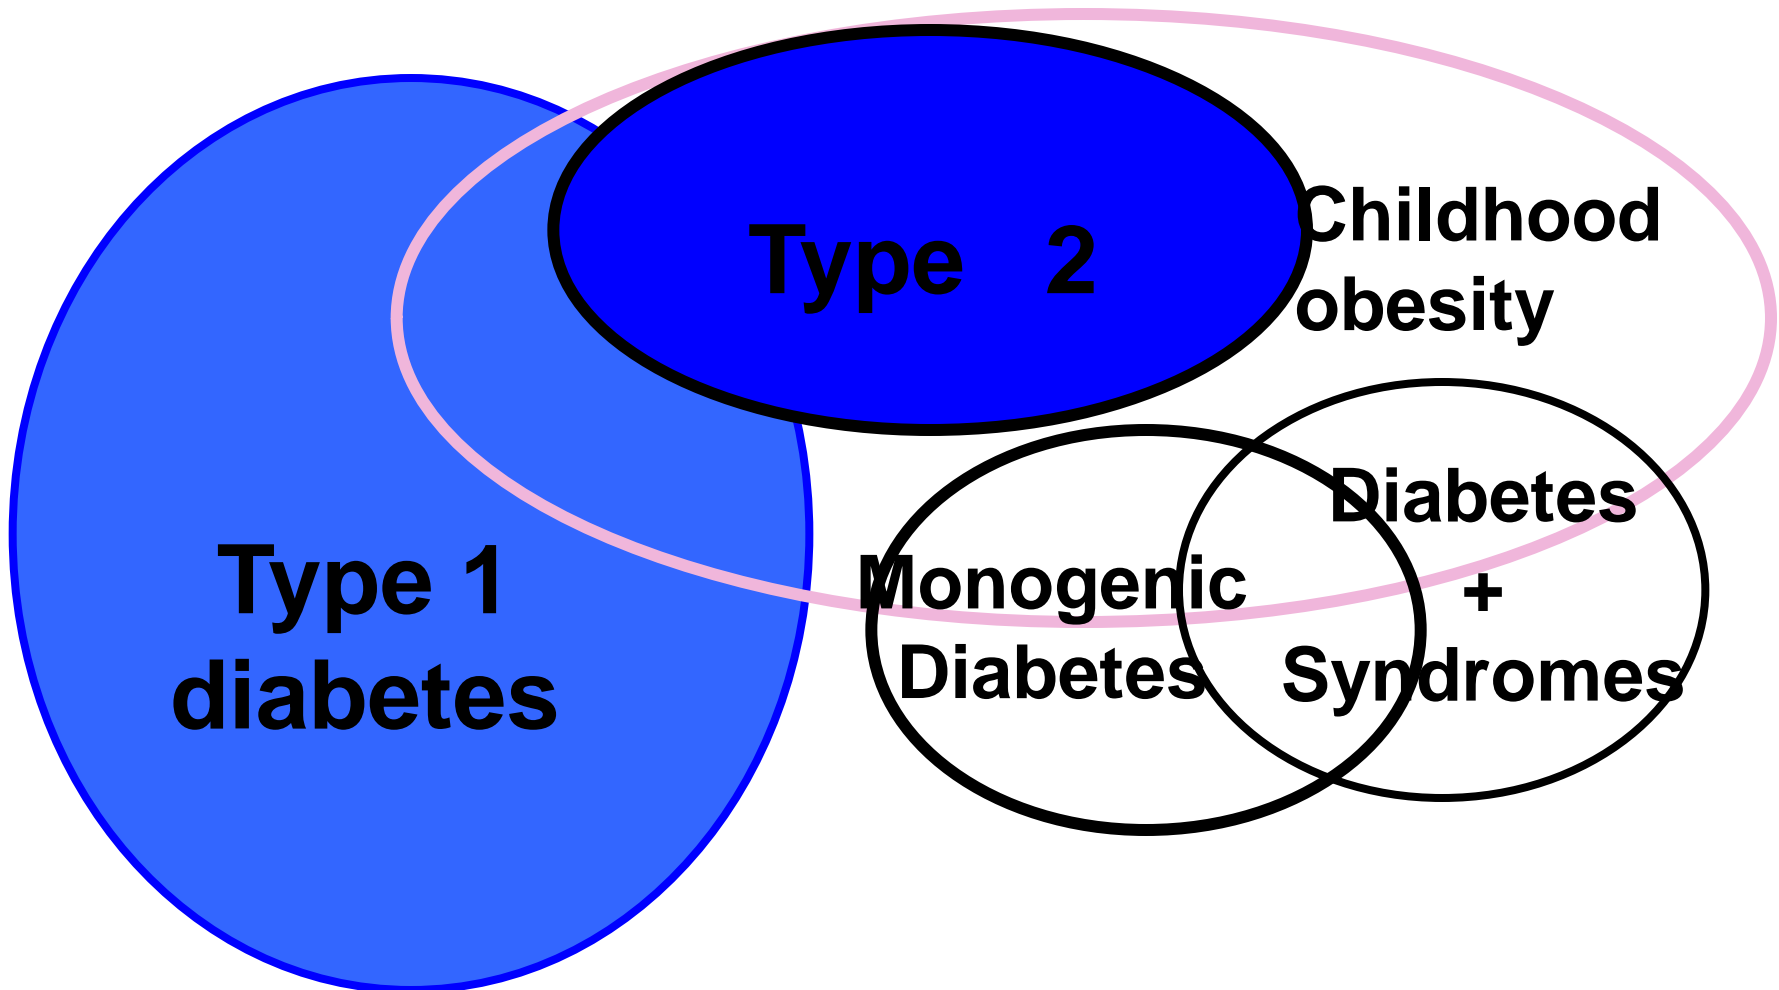 Type 2
Childhood
obesity
Type 1
diabetes
Monogenic
Diabetes
Diabetes
+
Syndromes